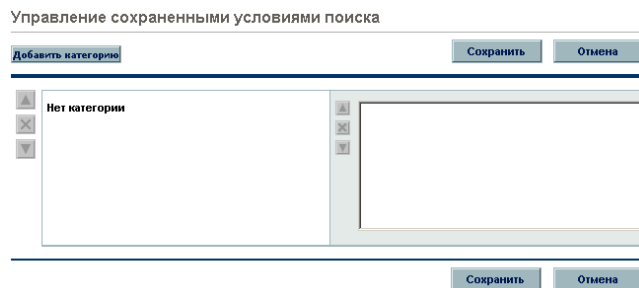 Управление сохраненными условиями поиска
Добавить категорию
Сохранить Отмена
Нет категории
Сохранить Отмена